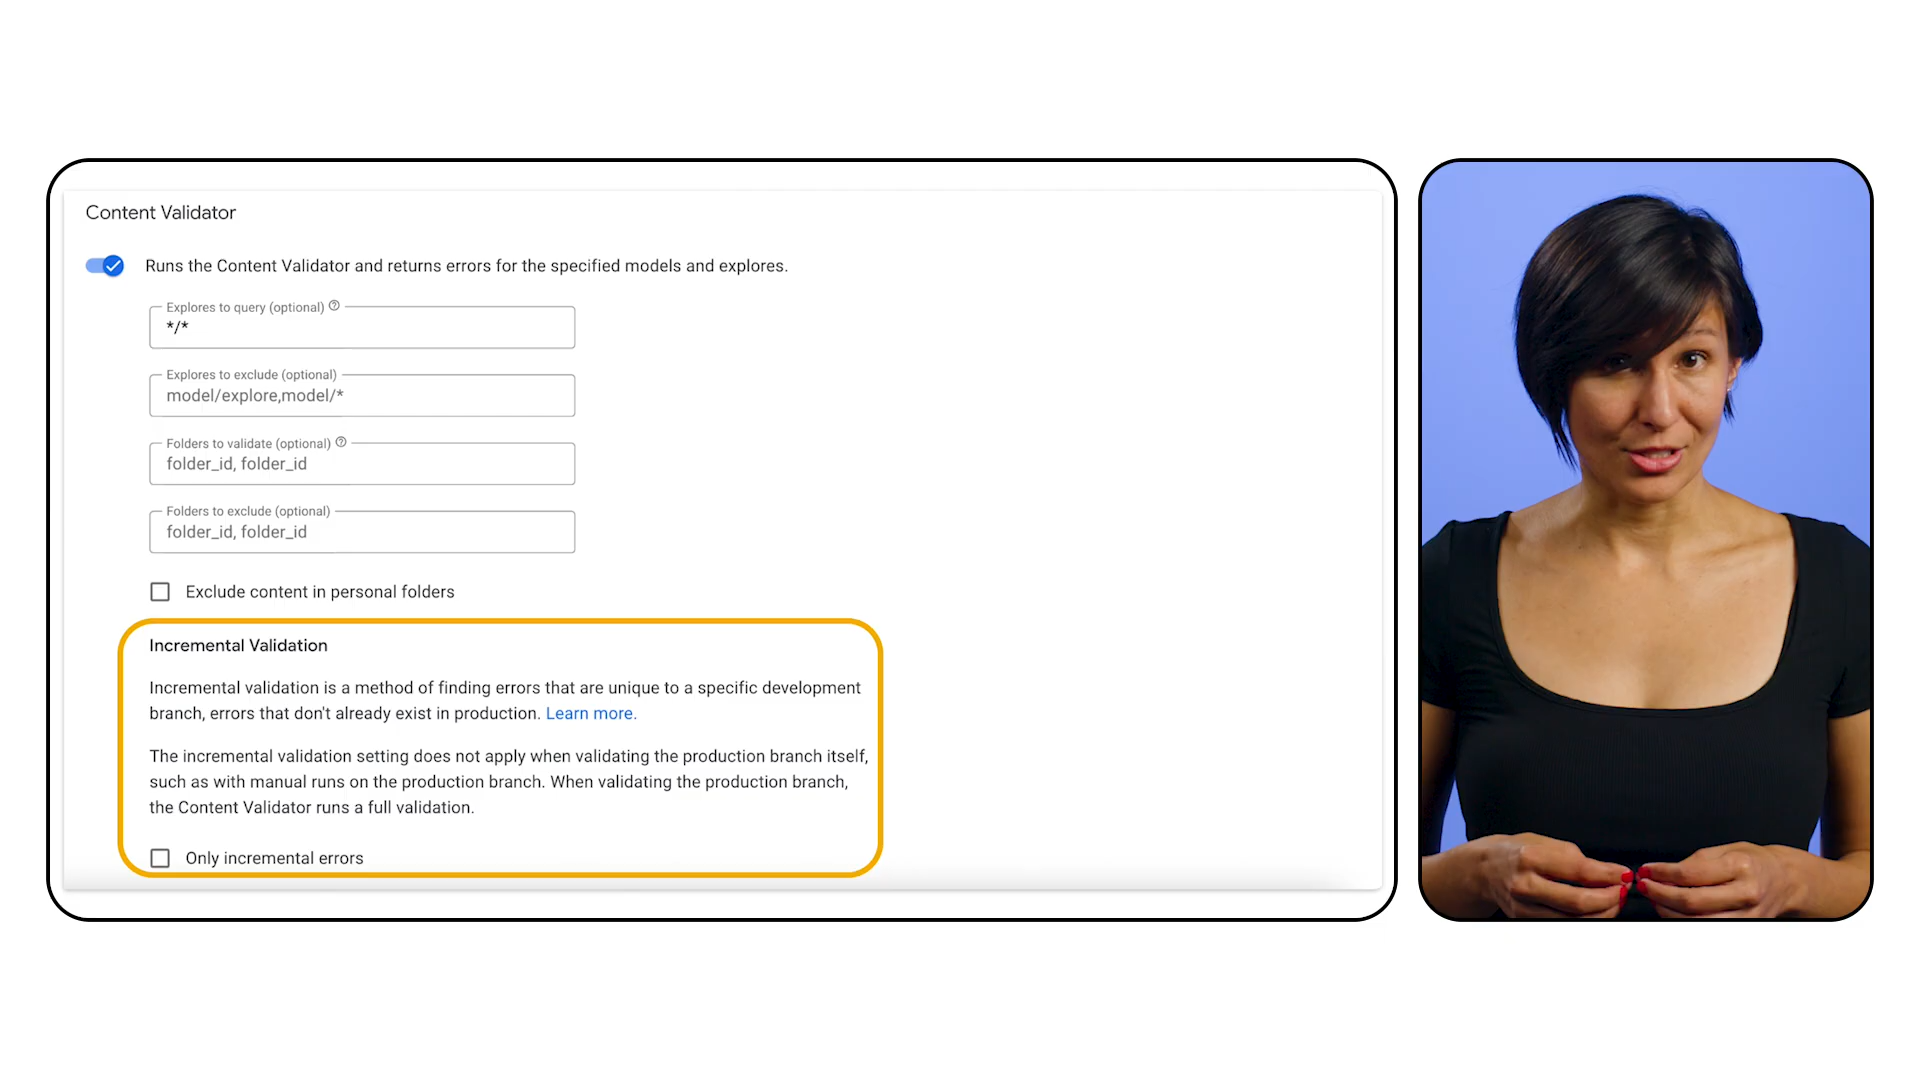 Content Validator
Runs the Content Validator and returns errors for the specified models and explores.
Explores to query (optional)
*/*
Explores to exclude (optional)
model/explore,model/*
Folders to validate (optional)
folder_id, folder_id
Folders to exclude (optional)
folder_id, folder_id
Exclude content in personal folders
Incremental Validation
Incremental validation is a method of finding errors that are unique to a specific development
branch, errors that don't already exist in production. Learn more.
The incremental validation setting does not apply when validating the production branch itself,
such as with manual runs on the production branch. When validating the production branch,
the Content Validator runs a full validation.
Only incremental errors